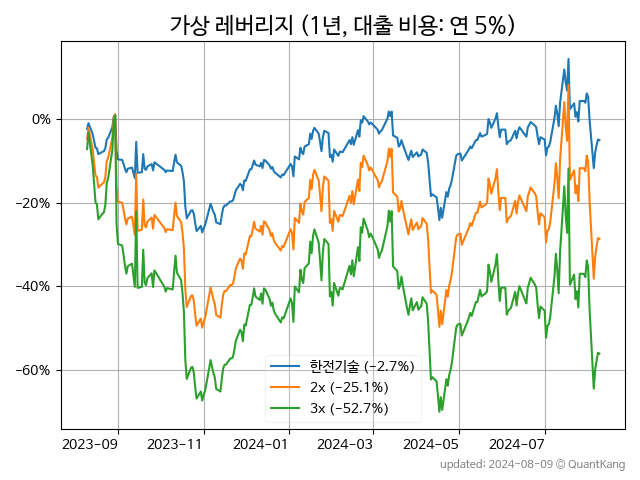 가상 레버리지 (1년, 대출 비용: 연 5%)
0%
−20%
−40%
−60%
한전기술 (−2.7%)
2x (−25.1%)
3x (−52.7%)
2023-09 2023-11 2024-01 2024-03 2024-05 2024-07
updated: 2024-08-09 © QuantKang